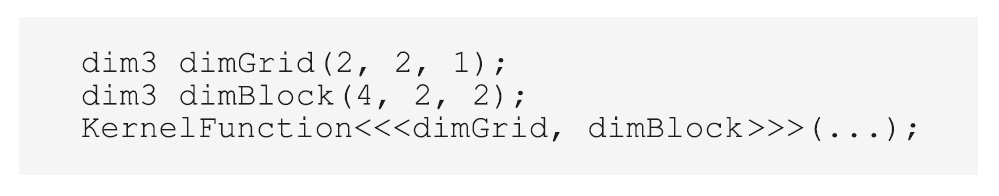 dim3 dimGrid(2, 2, 1);
dim3 dimBlock(4, 2, 2);
KernelFunction<<<dimGrid, dimBlock>>>(...);